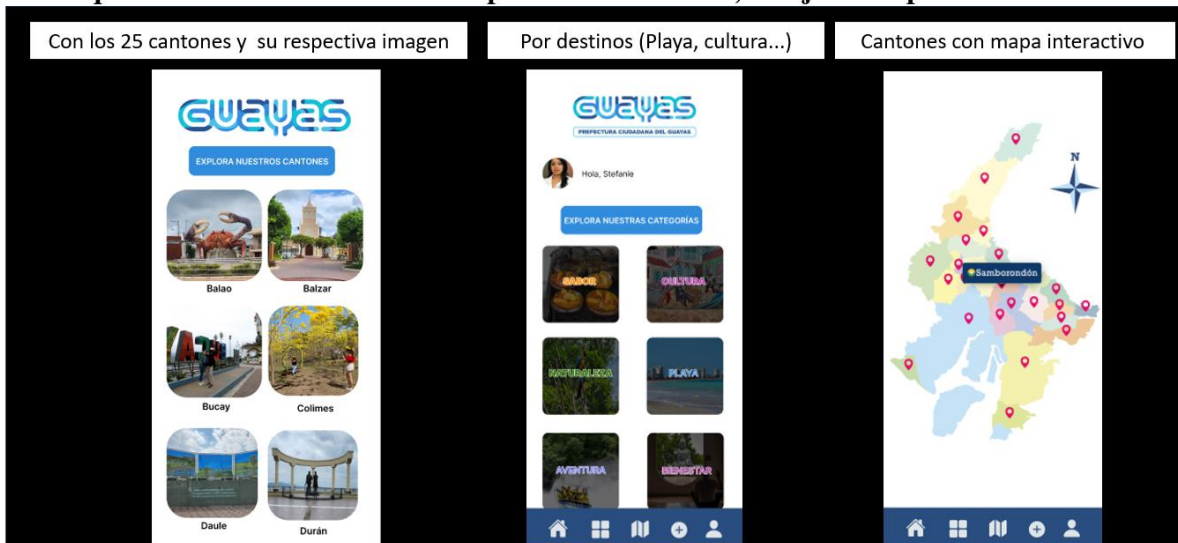 Con los 25 cantones y su respectiva imagen
Por destinos (Playa, cultura...)
Cantones con mapa interactivo
GUAYAS
EXPLORA NUESTROS CANTONES
Balao
Balzar
Bucay
Colimes
Daule
Durán
GUAYAS
PREFECTURA CIUDADANA DEL GUAYAS
Hola, Stefanie
EXPLORA NUESTRAS CATEGORÍAS
SABOR
CULTURA
NATURALEZA
PLAYA
AVENTURA
BIENESTAR
N
Samborondón